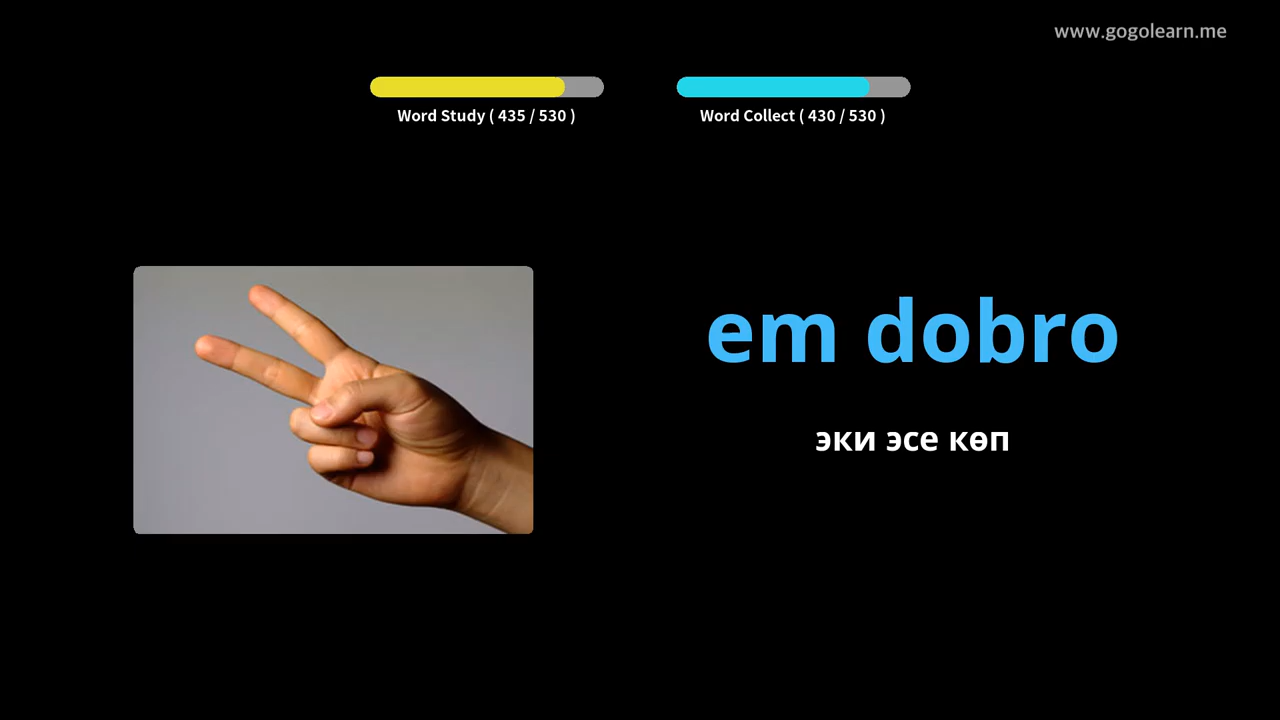 www.gogolearn.me
Word Study ( 435 / 530 )
Word Collect ( 430 / 530 )
em dobro
эки эсе көп